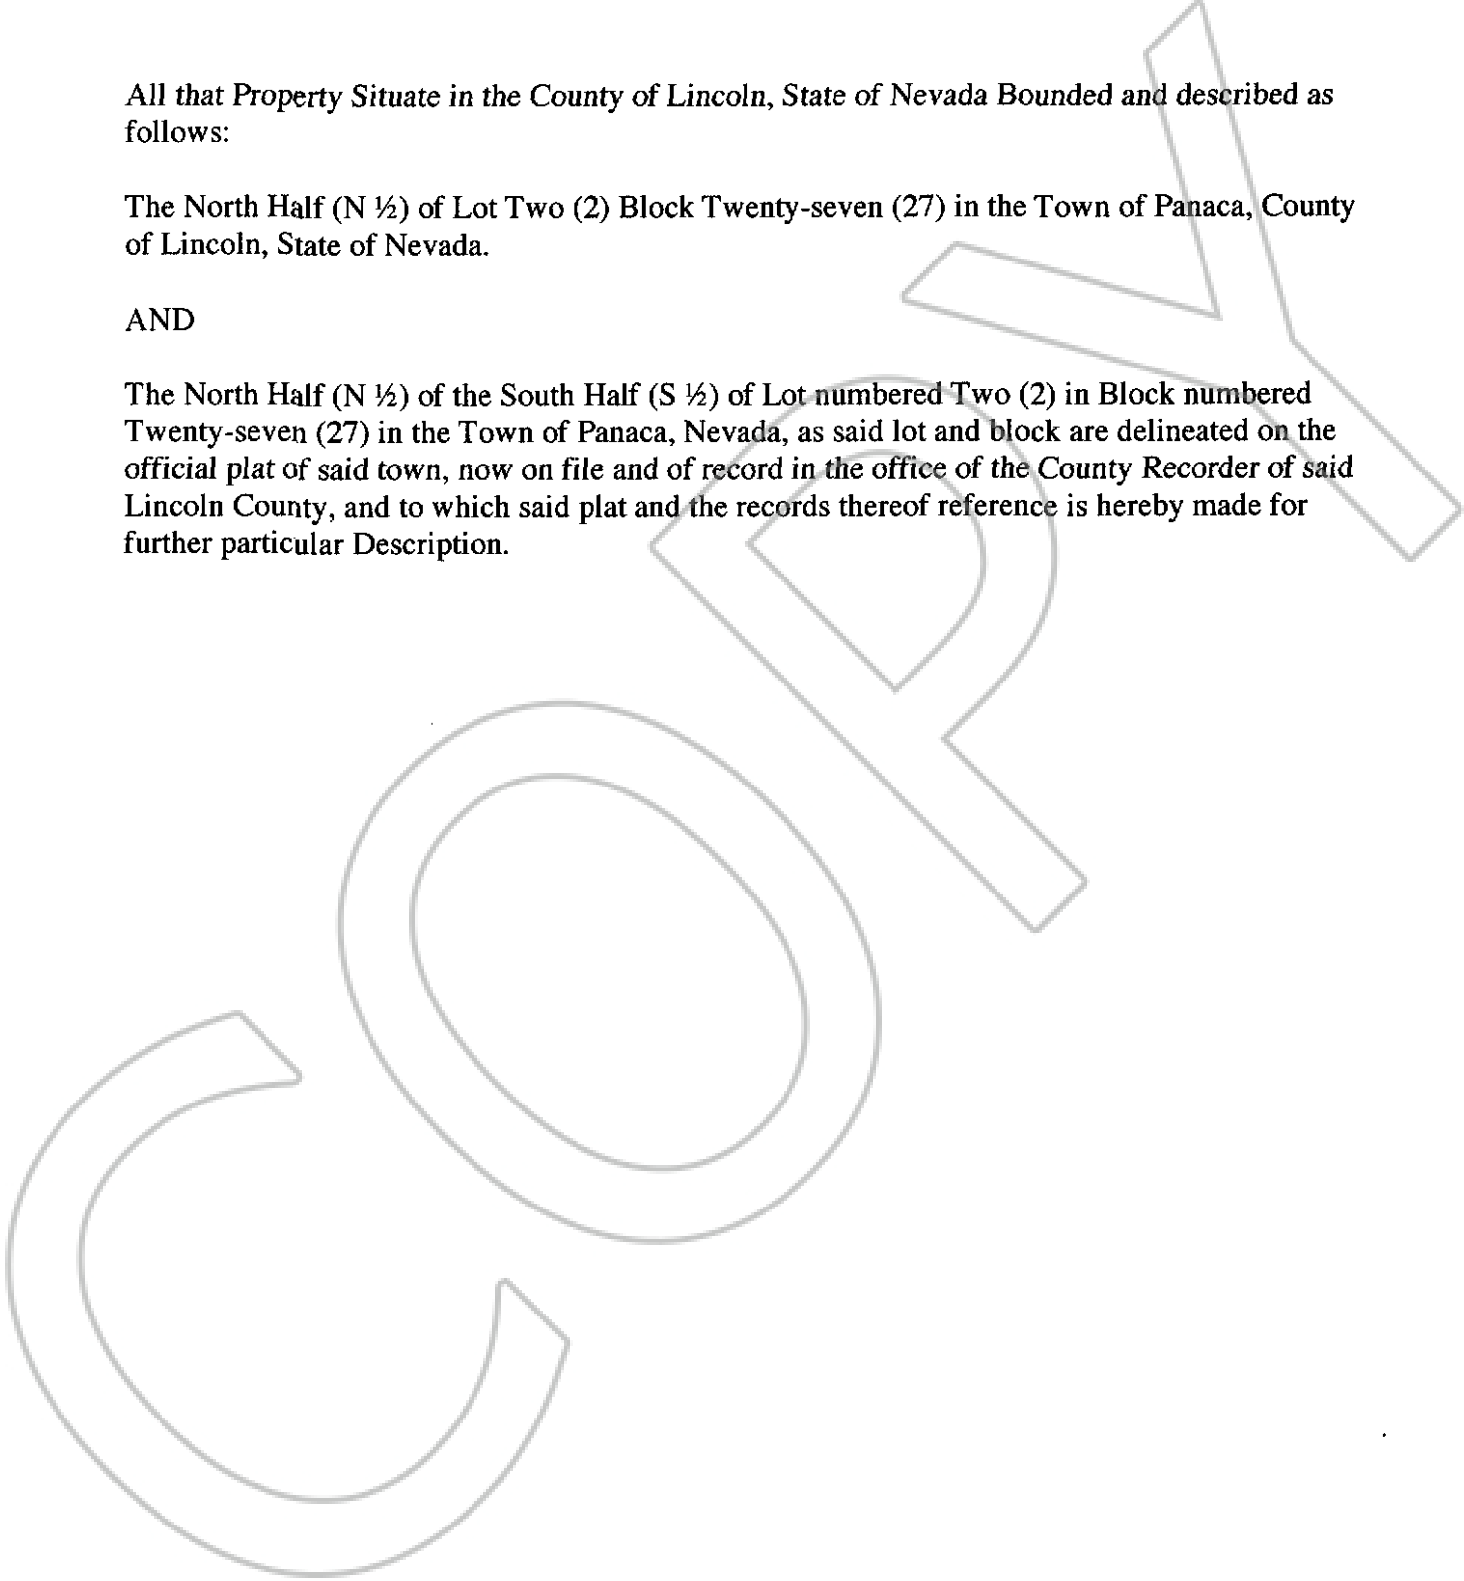 All that Property Situate in the County of Lincoln, State of Nevada Bounded and described as
follows:
The North Half (N ½) of Lot Two (2) Block Twenty-seven (27) in the Town of Panaca, County
of Lincoln, State of Nevada.
AND
The North Half (N ½) of the South Half (S ½) of Lot numbered Two (2) in Block numbered
Twenty-seven (27) in the Town of Panaca, Nevada, as said lot and block are delineated on the
official plat of said town, now on file and of record in the office of the County Recorder of said
Lincoln County, and to which said plat and the records thereof reference is hereby made for
further particular Description.
COPY